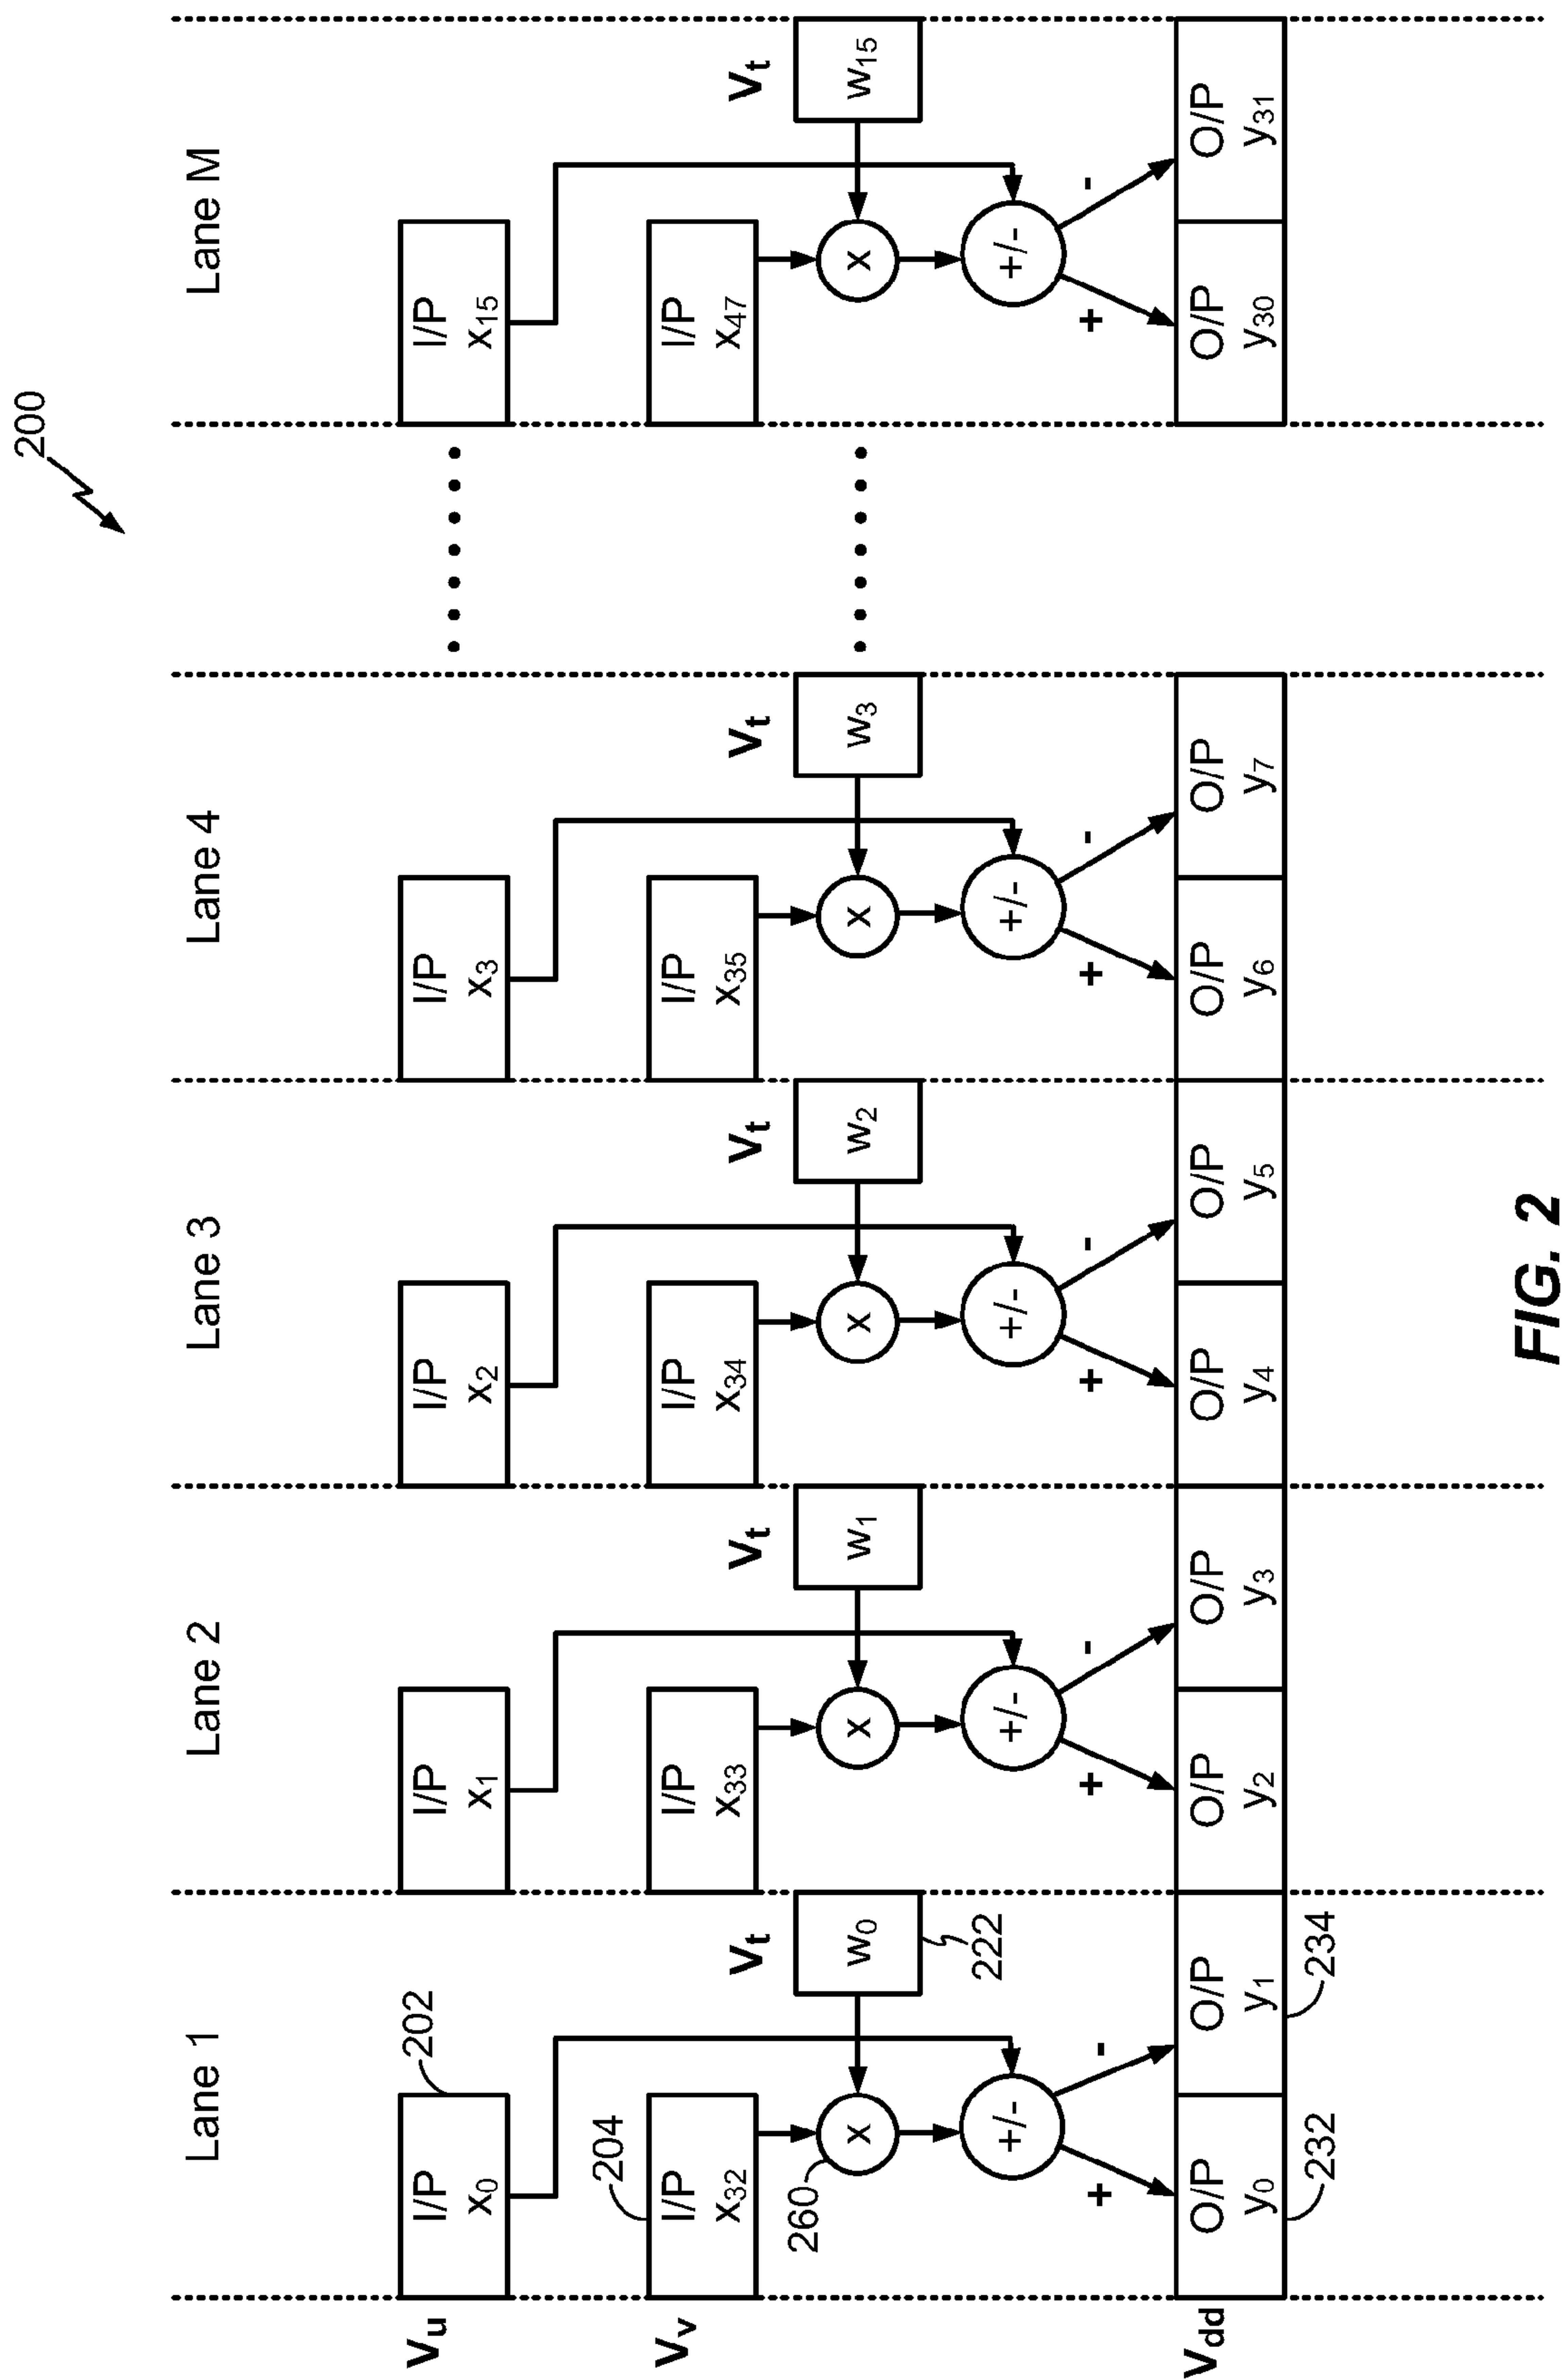 200
Lane 1
Lane 2
Lane 3
Lane 4
Lane M
Vu
I/P
x0
202
I/P
x1
I/P
x2
I/P
x3
I/P
x15
Vv
I/P
x32
204
I/P
x33
I/P
x34
I/P
x35
I/P
x47
Vt
Vt
Vt
Vt
Vt
260
x
w0
222
x
w1
x
w2
x
w3
x
w15
+/-
+/-
+/-
+/-
+/-
+ -
+ -
+ -
+ -
+ -
Vdd
O/P
y0
O/P
y1
O/P
y2
O/P
y3
O/P
y4
O/P
y5
O/P
y6
O/P
y7
O/P
y30
O/P
y31
232
234
FIG. 2